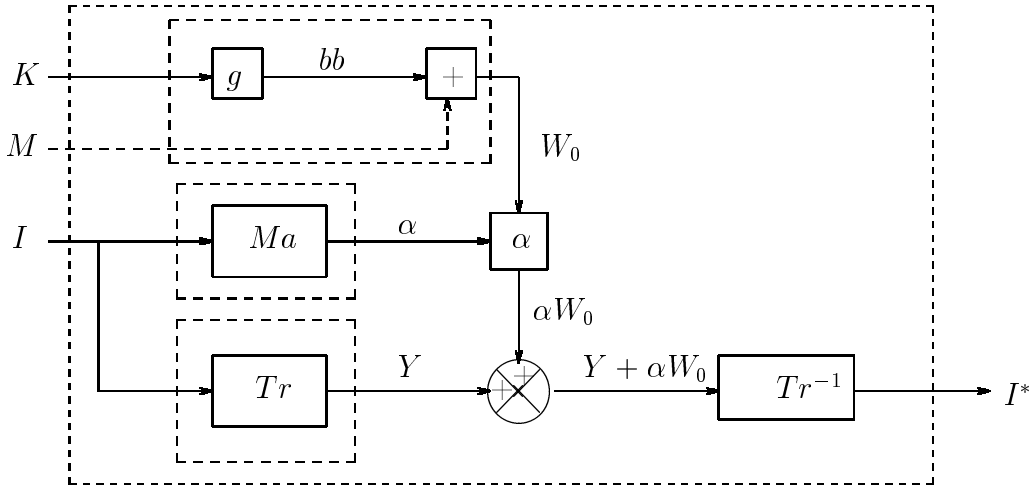 K
g
bb
+
M
W₀
I
Ma
α
α
αW₀
Tr
Y
+
+
Y + αW₀
Tr⁻¹
I*